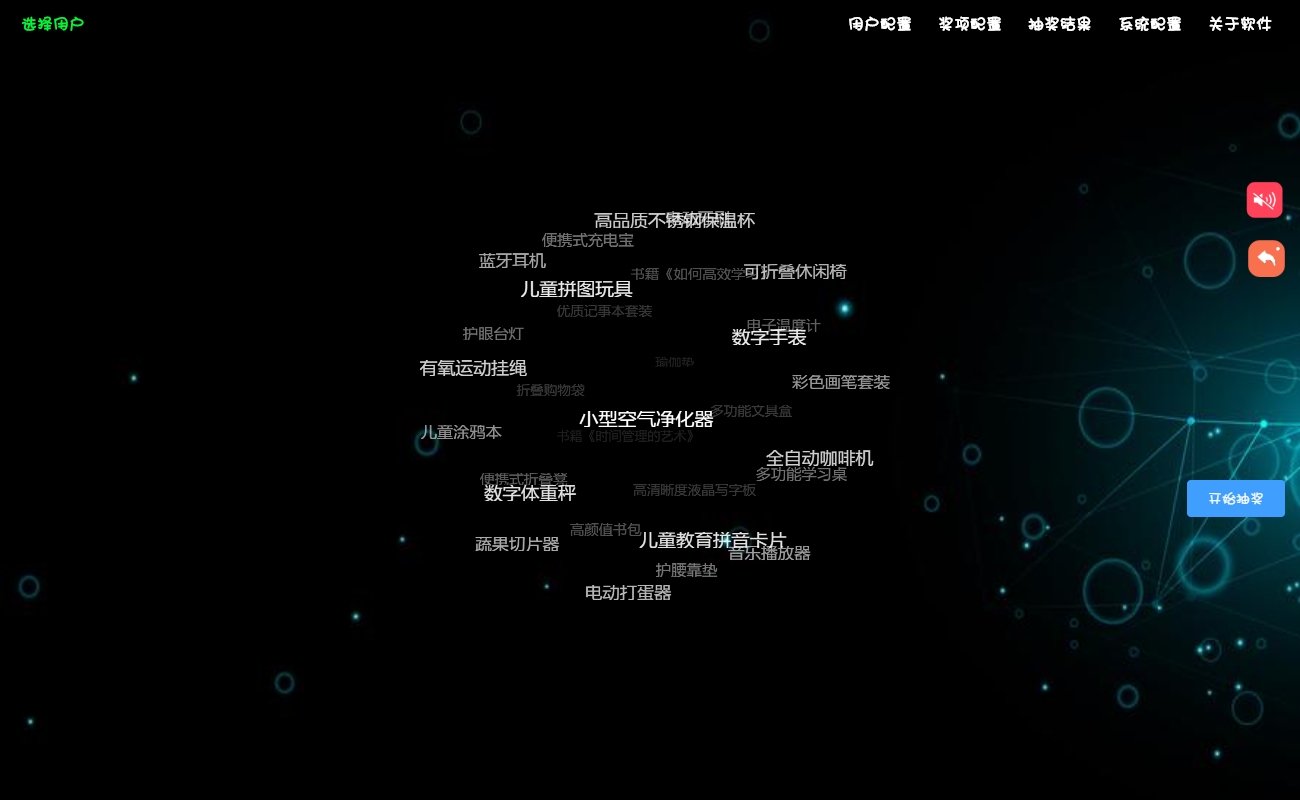 选择用户
用户配置
奖项配置
抽奖结果
系统配置
关于软件
高品质不锈钢保温杯
便携式充电宝
蓝牙耳机
可折叠休闲椅
书籍《如何高效学
儿童拼图玩具
优质记事本套装
电子温度计
护眼台灯
数字手表
瑜伽垫
有氧运动挂绳
彩色画笔套装
折叠购物袋
多功能文具盒
小型空气净化器
儿童涂鸦本
书籍《时间管理的艺术》
全自动咖啡机
多功能学习桌
便携式折叠凳
高清晰度液晶写字板
数字体重秤
开始抽奖
高颜值书包
儿童教育拼音卡片
蔬果切片器
音乐播放器
护腰靠垫
电动打蛋器